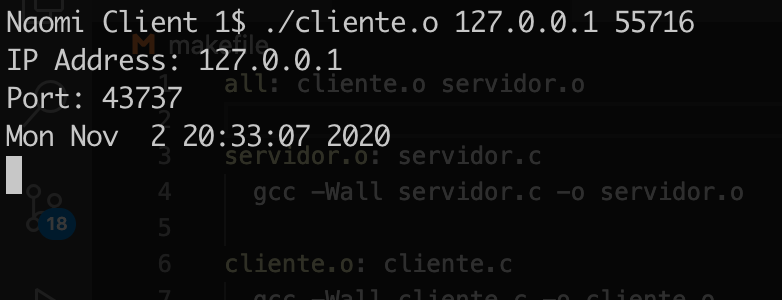 Naomi Client 1$ ./cliente.o 127.0.0.1 55716
makefile
IP Address: 127.0.0.1
1 all: cliente.o servidor.o
Port: 43737
2
Mon Nov  2 20:33:07 2020
3 servidor.o: servidor.c
4 gcc -Wall servidor.c -o servidor.o
18
5
6 cliente.o: cliente.c
7 gcc -Wall cliente.c -o cliente.o